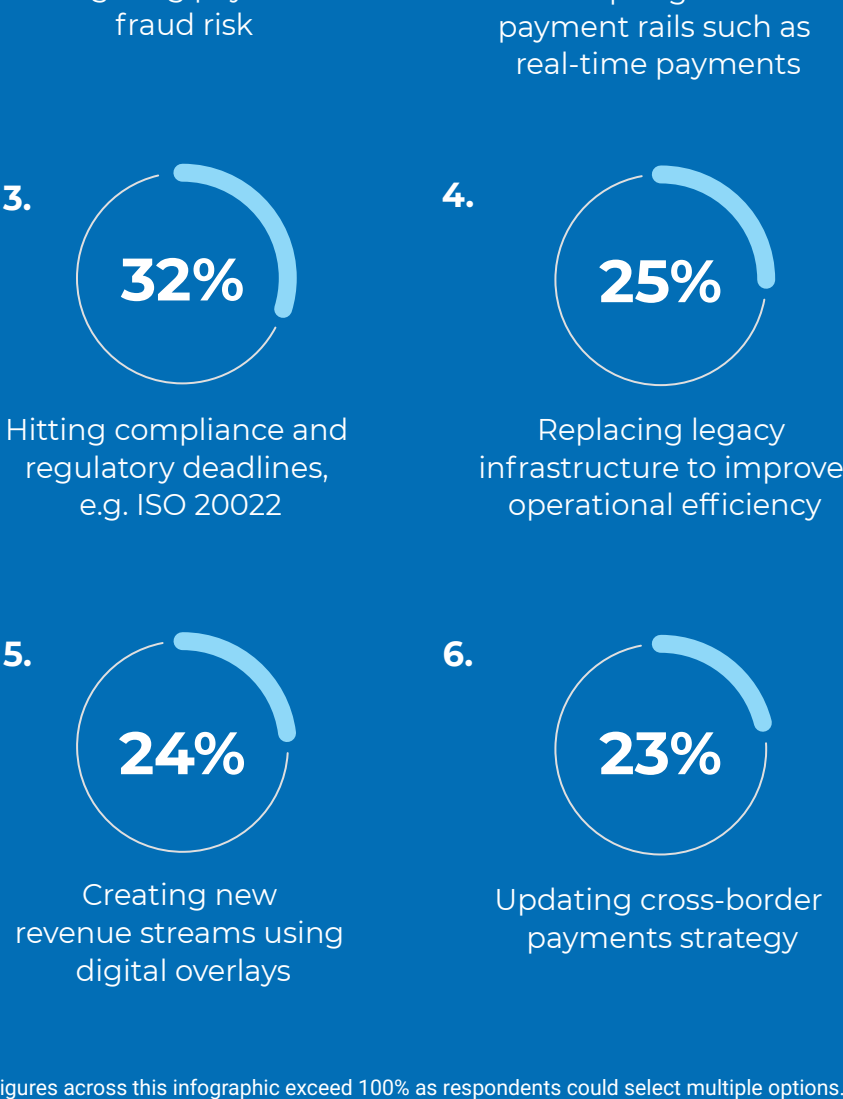 fraud risk
payment rails such as
real-time payments
3.
32%
Hitting compliance and
regulatory deadlines,
e.g. ISO 20022
4.
25%
Replacing legacy
infrastructure to improve
operational efficiency
5.
24%
Creating new
revenue streams using
digital overlays
6.
23%
Updating cross-border
payments strategy
igures across this infographic exceed 100% as respondents could select multiple options.